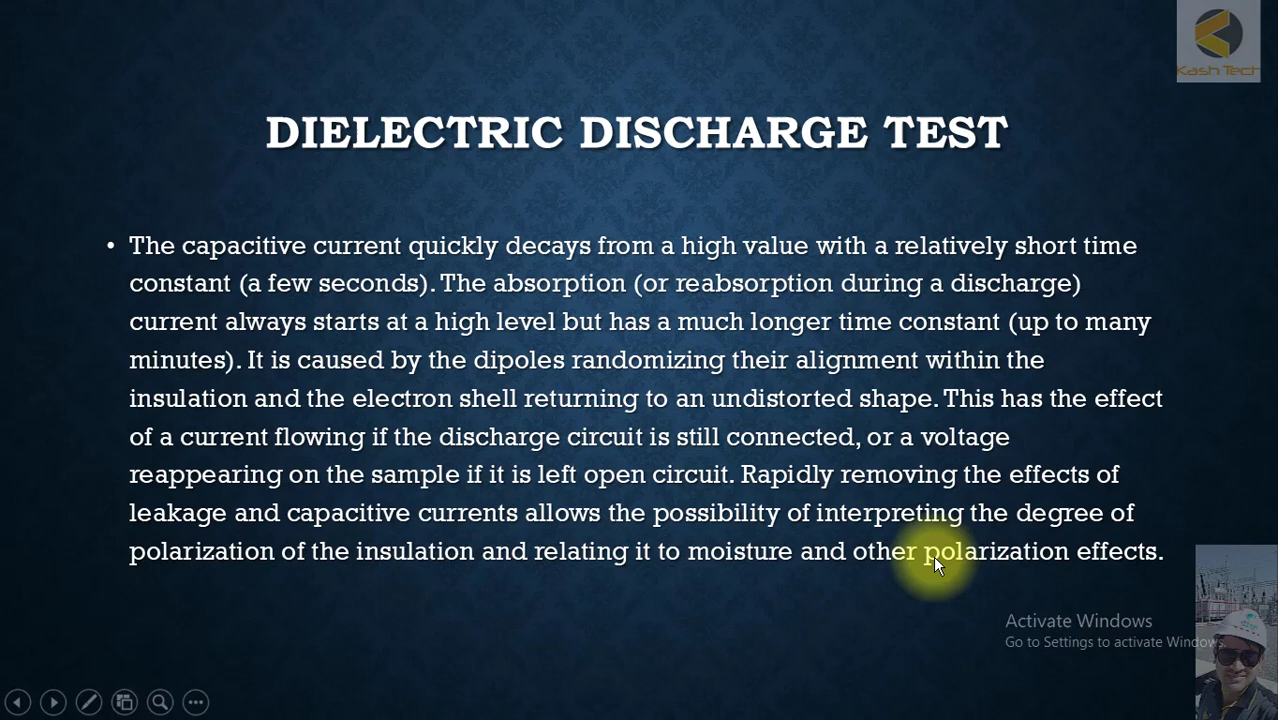 Kash Tech
DIELECTRIC DISCHARGE TEST
• The capacitive current quickly decays from a high value with a relatively short time
constant (a few seconds). The absorption (or reabsorption during a discharge)
current always starts at a high level but has a much longer time constant (up to many
minutes). It is caused by the dipoles randomizing their alignment within the
insulation and the electron shell returning to an undistorted shape. This has the effect
of a current flowing if the discharge circuit is still connected, or a voltage
reappearing on the sample if it is left open circuit. Rapidly removing the effects of
leakage and capacitive currents allows the possibility of interpreting the degree of
polarization of the insulation and relating it to moisture and other polarization effects.
Activate Windows
Go to Settings to activate Windows.